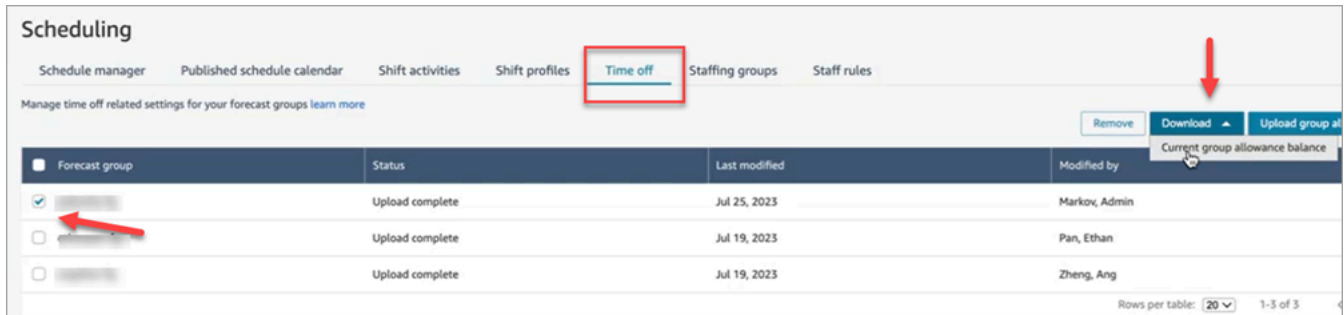 Scheduling
Schedule manager Published schedule calendar Shift activities Shift profiles Time off Staffing groups Staff rules
Manage time off related settings for your forecast groups learn more
Remove Download Upload group al
Current group allowance balance
Forecast group Status Last modified Modified by
Upload complete Jul 25, 2023 Markov, Admin
Upload complete Jul 19, 2023 Pan, Ethan
Upload complete Jul 19, 2023 Zheng, Ang
Rows per table: 20 1-3 of 3